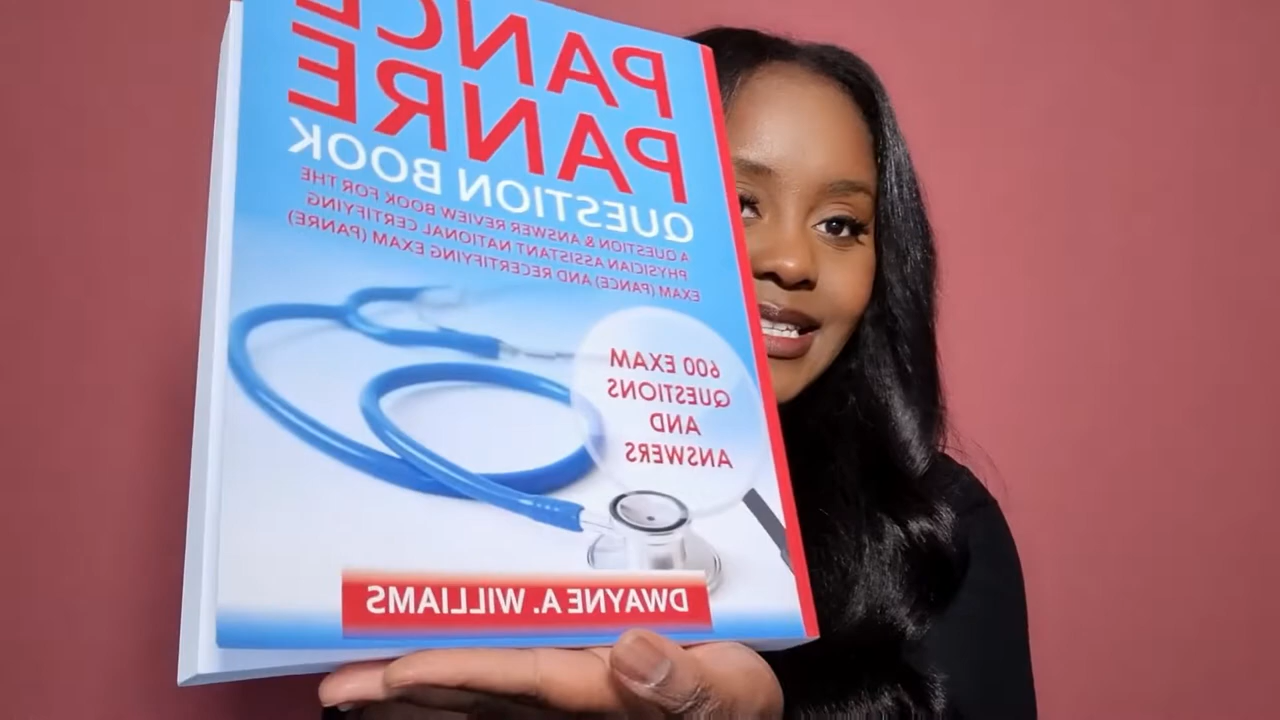 PANCE
PANRE
QUESTION BOOK
A QUESTION & ANSWER REVIEW BOOK FOR THE
PHYSICIAN ASSISTANT NATIONAL CERTIFYING
EXAM (PANCE) AND RECERTIFYING EXAM (PANRE)
600 EXAM
QUESTIONS
AND
ANSWERS
DWAYNE A. WILLIAMS